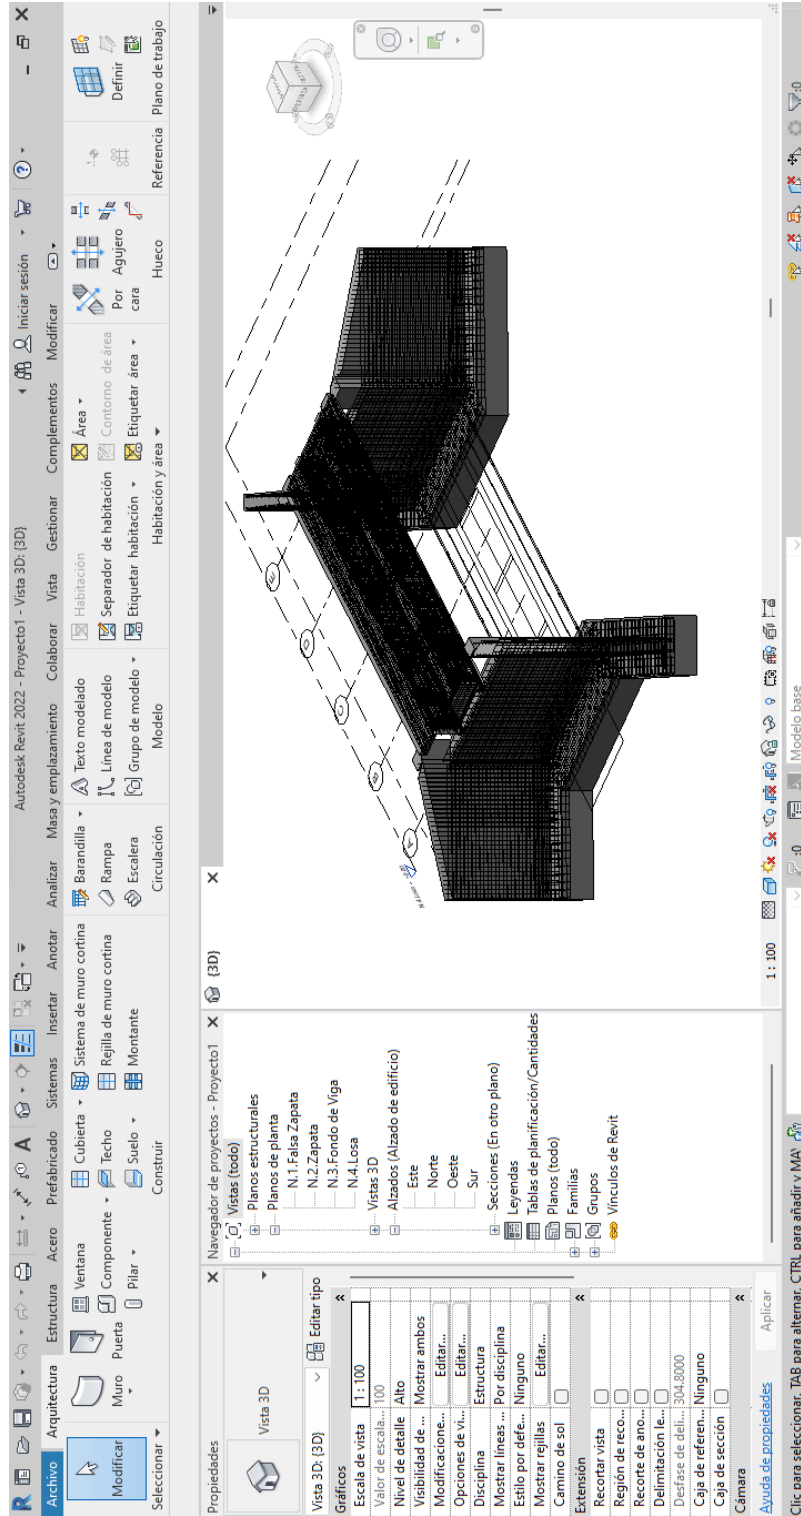 Autodesk Revit 2022 - Proyecto1 - Vista 3D: {3D}
Iniciar sesión
Archivo Arquitectura Estructura Acero Prefabricado Sistemas Insertar Anotar Analizar Masa y emplazamiento Colaborar Vista Gestionar Complementos Modificar
Modificar
Seleccionar
Muro
Puerta
Ventana
Componente
Pilar
Cubierta
Techo
Suelo
Sistema de muro cortina
Rejilla de muro cortina
Montante
Construir
Barandilla
Rampa
Escalera
Circulación
Texto modelado
Línea de modelo
Grupo de modelo
Modelo
Habitación
Separador de habitación
Etiquetar habitación
Área
Contorno de área
Etiquetar área
Habitación y área
Por
cara
Agujero
Hueco
Referencia
Definir
Plano de trabajo
Propiedades
Vista 3D
Vista 3D: {3D}
Editar tipo
Gráficos
Escala de vista 1 : 100
Valor de escala... 100
Nivel de detalle Alto
Visibilidad de ... Mostrar ambos
Modificacione... Editar...
Opciones de vi... Editar...
Disciplina Estructura
Mostrar líneas ... Por disciplina
Estilo por defe... Ninguno
Mostrar rejillas Editar...
Camino de sol
Extensión
Recortar vista
Región de reco...
Recorte de ano...
Delimitación le...
Desfase de deli... 304.8000
Caja de referen... Ninguno
Caja de sección
Cámara
Ayuda de propiedades
Aplicar
Navegador de proyectos - Proyecto1
Vistas (todo)
Planos estructurales
Planos de planta
N.1.Falsa Zapata
N.2.Zapata
N.3.Fondo de Viga
N.4.Losa
Vistas 3D
Alzados (Alzado de edificio)
Este
Norte
Oeste
Sur
Secciones (En otro plano)
Leyendas
Tablas de planificación/Cantidades
Planos (todo)
Familias
Grupos
Vínculos de Revit
{3D}
1 : 100
Clic para seleccionar, TAB para alternar, CTRL para añadir y MA
:0
Modelo base
:0